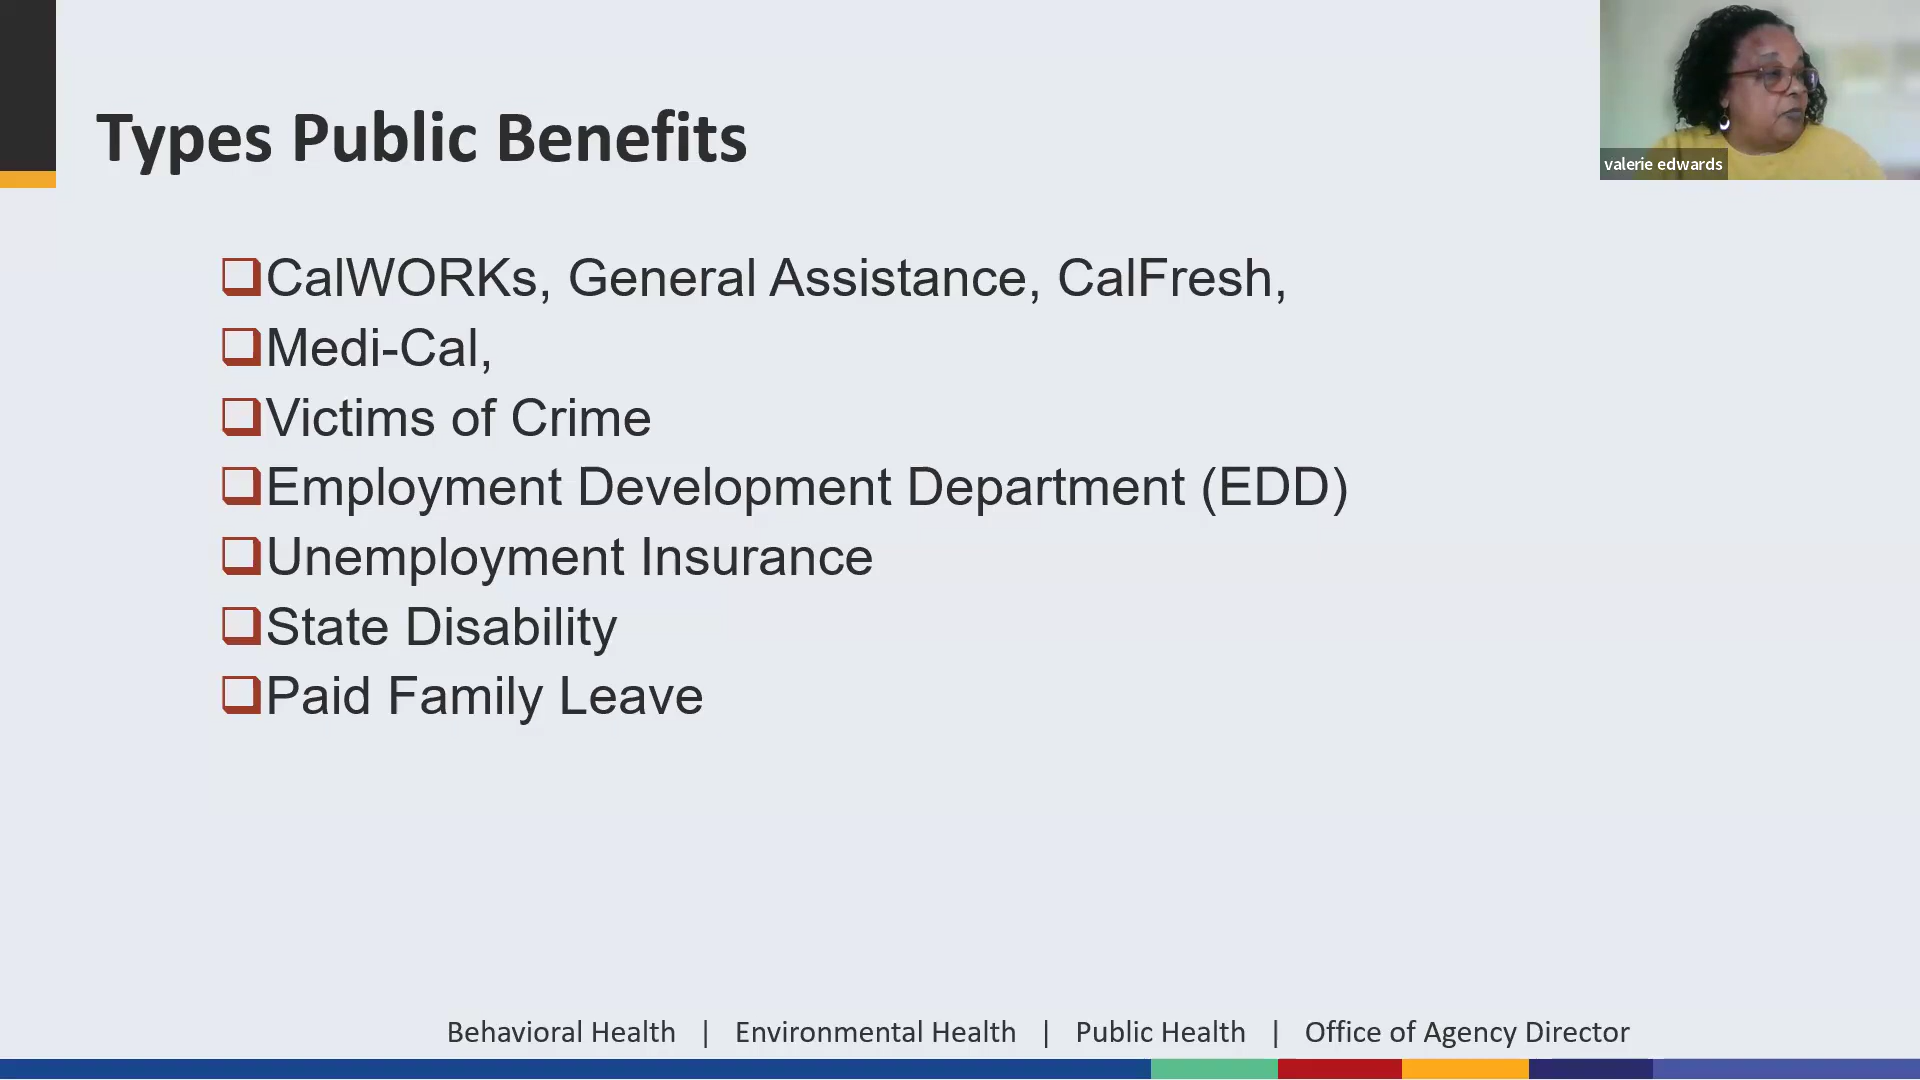 Types Public Benefits
valerie edwards
CalWORKs, General Assistance, CalFresh,
Medi-Cal,
Victims of Crime
Employment Development Department (EDD)
Unemployment Insurance
State Disability
Paid Family Leave
Behavioral Health | Environmental Health | Public Health | Office of Agency Director